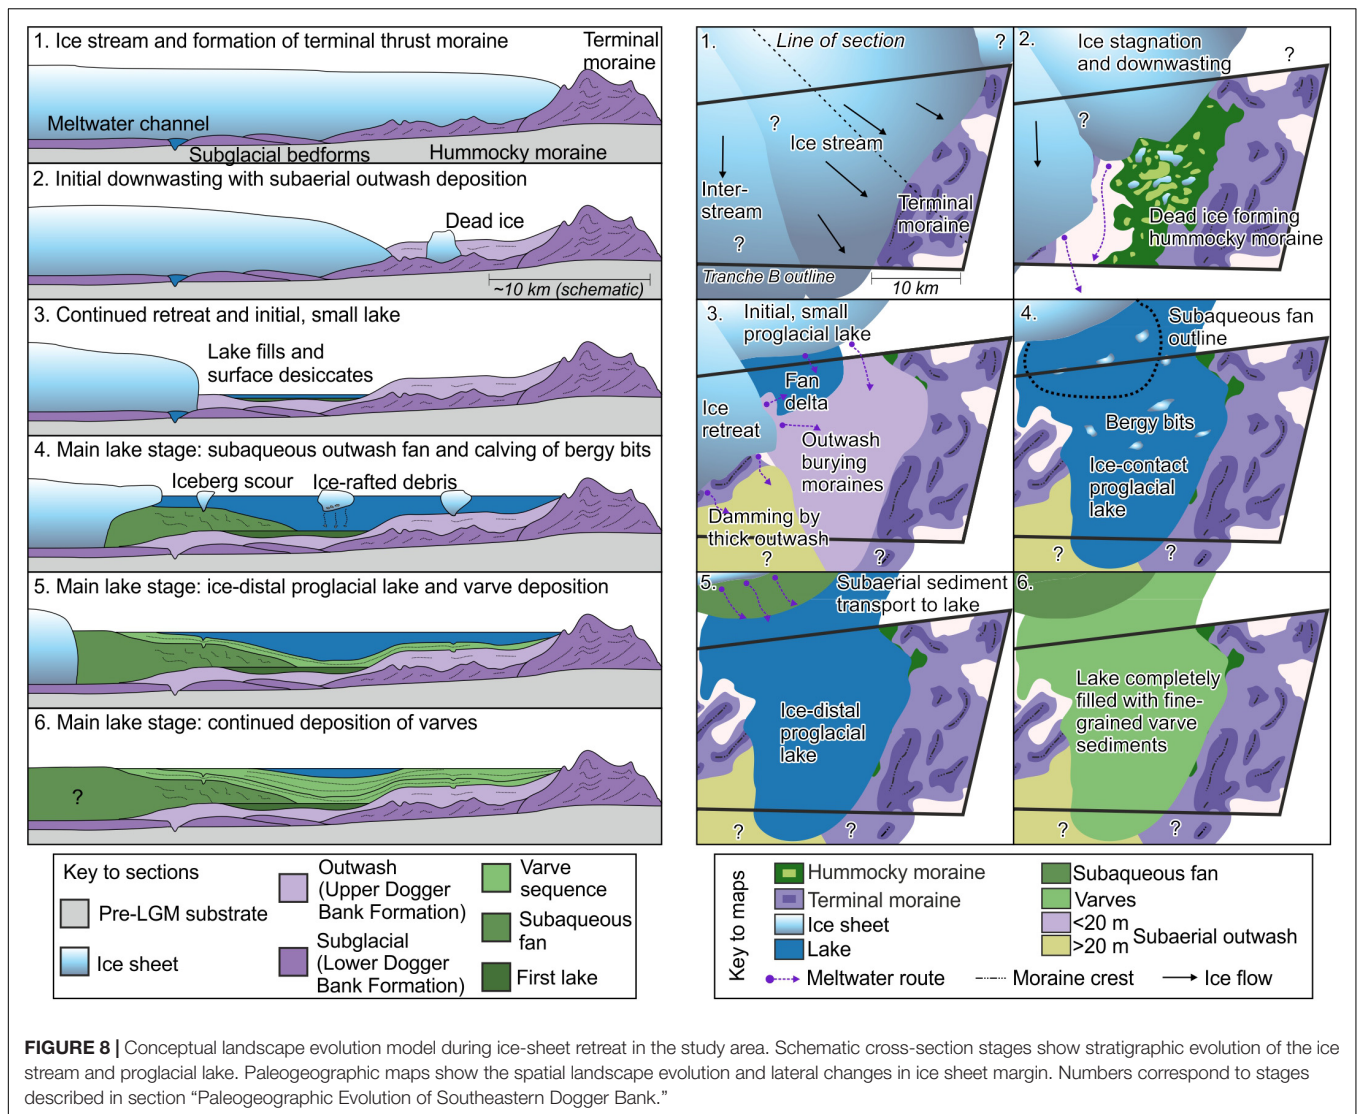 1. Ice stream and formation of terminal thrust moraine
Terminal
moraine
Meltwater channel
Subglacial bedforms
Hummocky moraine
2. Initial downwasting with subaerial outwash deposition
Dead ice
~10 km (schematic)
3. Continued retreat and initial, small lake
Lake fills and
surface desiccates
4. Main lake stage: subaqueous outwash fan and calving of bergy bits
Iceberg scour
Ice-rafted debris
5. Main lake stage: ice-distal proglacial lake and varve deposition
6. Main lake stage: continued deposition of varves
?
Key to sections
Pre-LGM substrate
Ice sheet
Outwash
(Upper Dogger
Bank Formation)
Subglacial
(Lower Dogger
Bank Formation)
Varve
sequence
Subaqueous
fan
First lake
1.
Line of section
?
?
Ice stream
Inter-
stream
?
Terminal
moraine
Tranche B outline
10 km
2.
Ice stagnation
and downwasting
?
?
Dead ice forming
hummocky moraine
3.
Initial, small
proglacial lake
Fan
delta
Ice
retreat
Outwash
burying
moraines
Damming by
thick outwash
?
?
4.
Subaqueous fan
outline
Bergy bits
Ice-contact
proglacial
lake
?
?
5.
Subaerial sediment
transport to lake
Ice-distal
proglacial
lake
?
?
6.
Lake completely
filled with fine-
grained varve
sediments
?
?
Key to maps
Hummocky moraine
Terminal moraine
Ice sheet
Lake
Subaqueous fan
Varves
<20 m
>20 m
Subaerial outwash
Meltwater route
Moraine crest
Ice flow
FIGURE 8 | Conceptual landscape evolution model during ice-sheet retreat in the study area. Schematic cross-section stages show stratigraphic evolution of the ice
stream and proglacial lake. Paleogeographic maps show the spatial landscape evolution and lateral changes in ice sheet margin. Numbers correspond to stages
described in section “Paleogeographic Evolution of Southeastern Dogger Bank.”